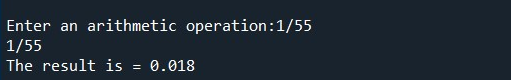 Enter an arithmetic operation:1/55
1/55
The result is = 0.018